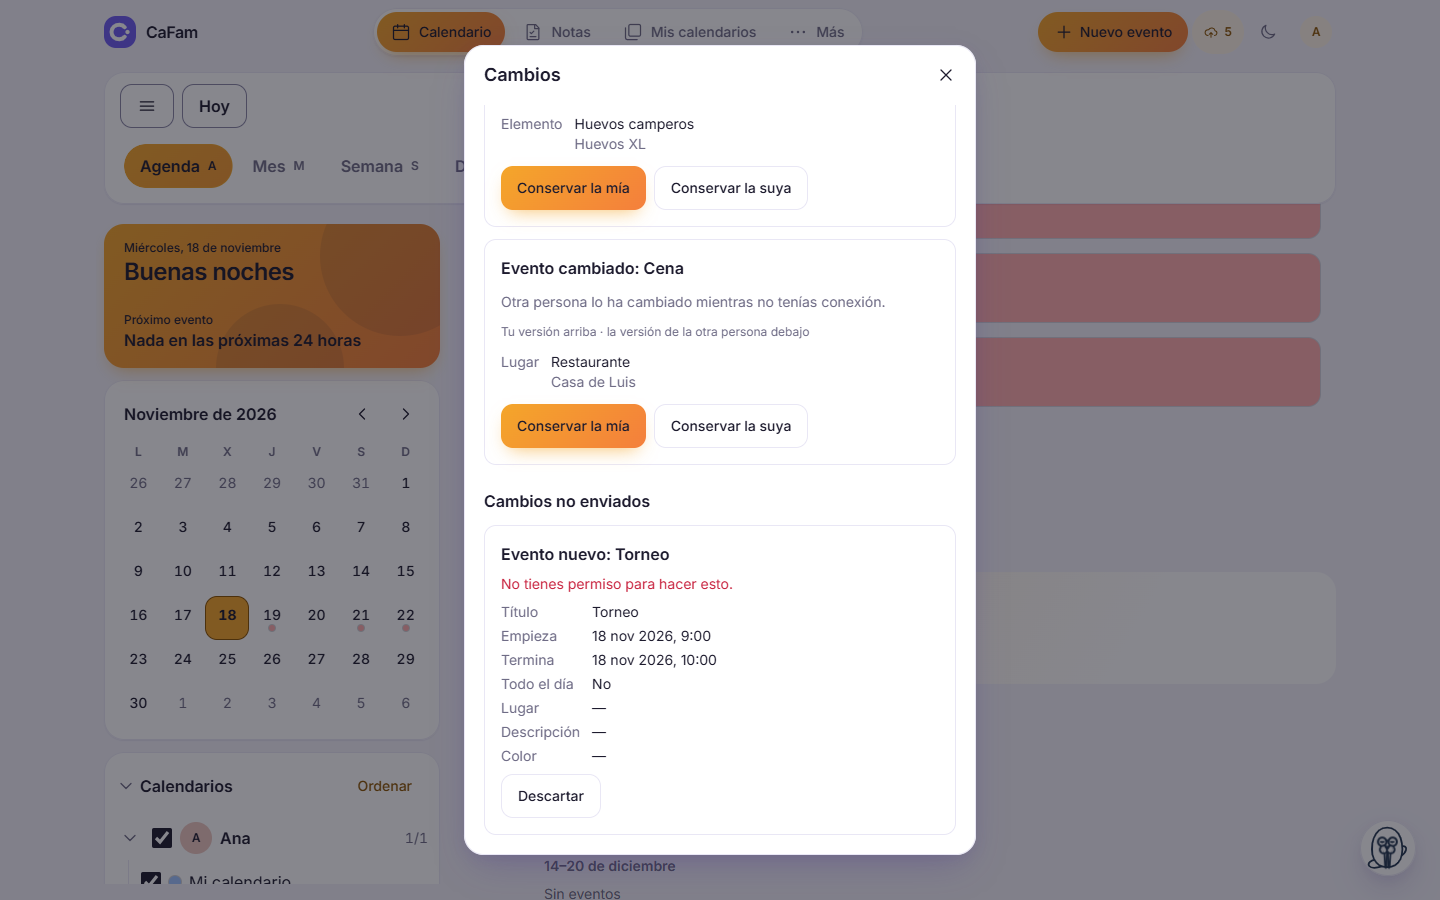 CaFam
Calendario
Notas
Mis calendarios
Más
Nuevo evento
5
A
Hoy
Agenda A
Mes M
Semana S
D
Miércoles, 18 de noviembre
Buenas noches
Próximo evento
Nada en las próximas 24 horas
Noviembre de 2026
L M X J V S D
26 27 28 29 30 31 1
2 3 4 5 6 7 8
9 10 11 12 13 14 15
16 17 18 19 20 21 22
23 24 25 26 27 28 29
30 1 2 3 4 5 6
Calendarios
Ordenar
A Ana 1/1
Mi calendario
Cambios
Elemento Huevos camperos
Huevos XL
Conservar la mía
Conservar la suya
Evento cambiado: Cena
Otra persona lo ha cambiado mientras no tenías conexión.
Tu versión arriba · la versión de la otra persona debajo
Lugar Restaurante
Casa de Luis
Conservar la mía
Conservar la suya
Cambios no enviados
Evento nuevo: Torneo
No tienes permiso para hacer esto.
Título Torneo
Empieza 18 nov 2026, 9:00
Termina 18 nov 2026, 10:00
Todo el día No
Lugar —
Descripción —
Color —
Descartar
14–20 de diciembre
Sin eventos